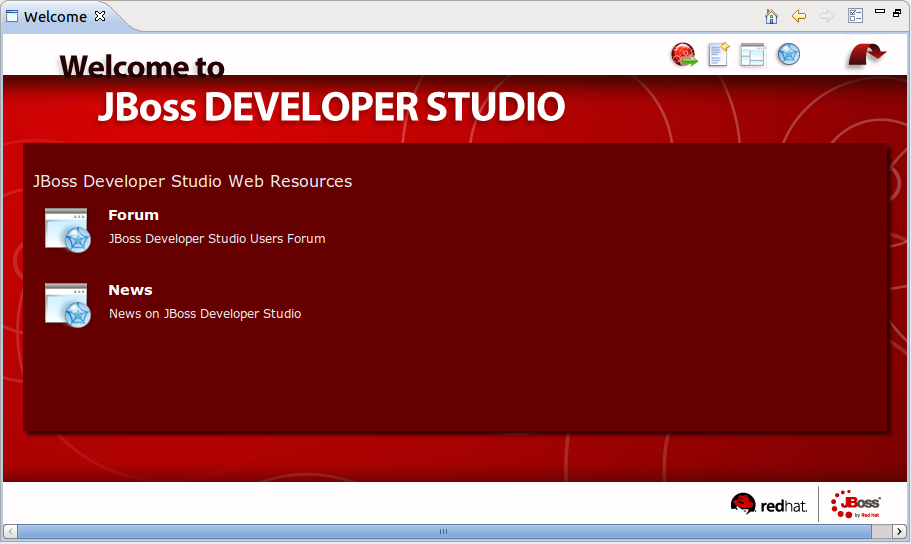 Welcome
Welcome to
JBoss DEVELOPER STUDIO
JBoss Developer Studio Web Resources
Forum
JBoss Developer Studio Users Forum
News
News on JBoss Developer Studio
redhat.
JBoss
by Red Hat